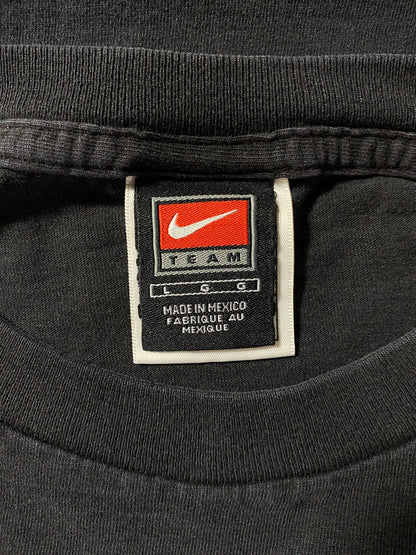 TEAM
L G G
MADE IN MEXICO
FABRIQUE AU
MEXIQUE